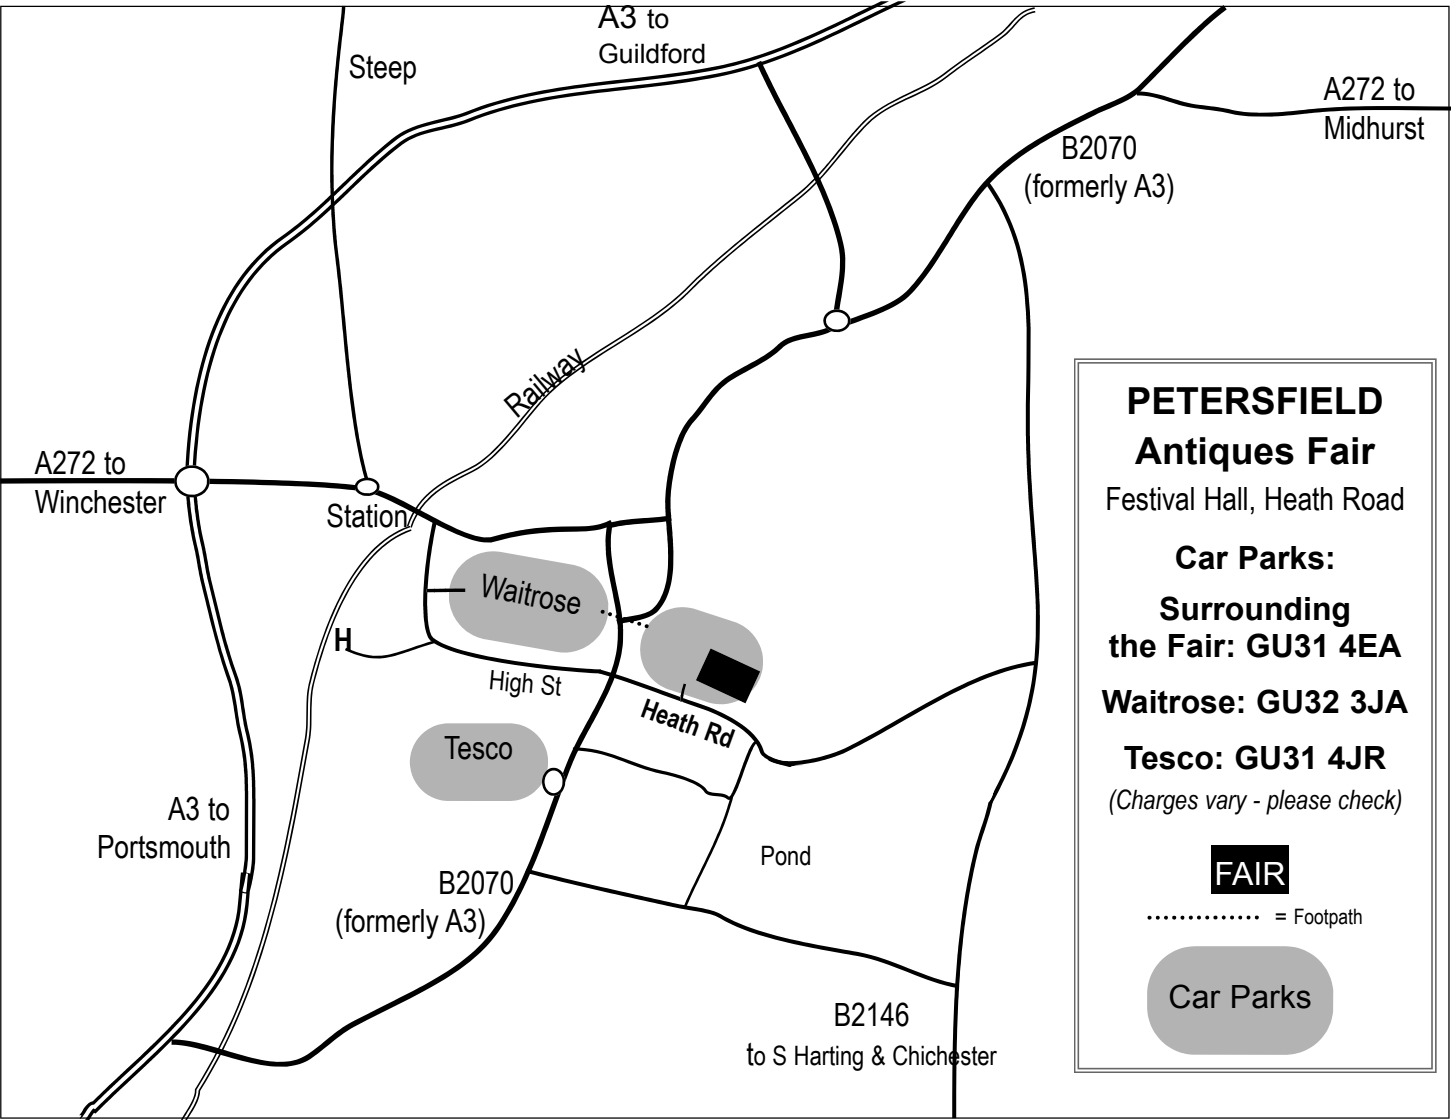 A3 to
Guildford
Steep
A272 to
Midhurst
B2070
(formerly A3)
Railway
A272 to
Winchester
Station
Waitrose
H
High St
Heath Rd
Tesco
A3 to
Portsmouth
Pond
B2070
(formerly A3)
B2146
to S Harting & Chichester
PETERSFIELD
Antiques Fair
Festival Hall, Heath Road
Car Parks:
Surrounding
the Fair: GU31 4EA
Waitrose: GU32 3JA
Tesco: GU31 4JR
(Charges vary - please check)
FAIR
= Footpath
Car Parks